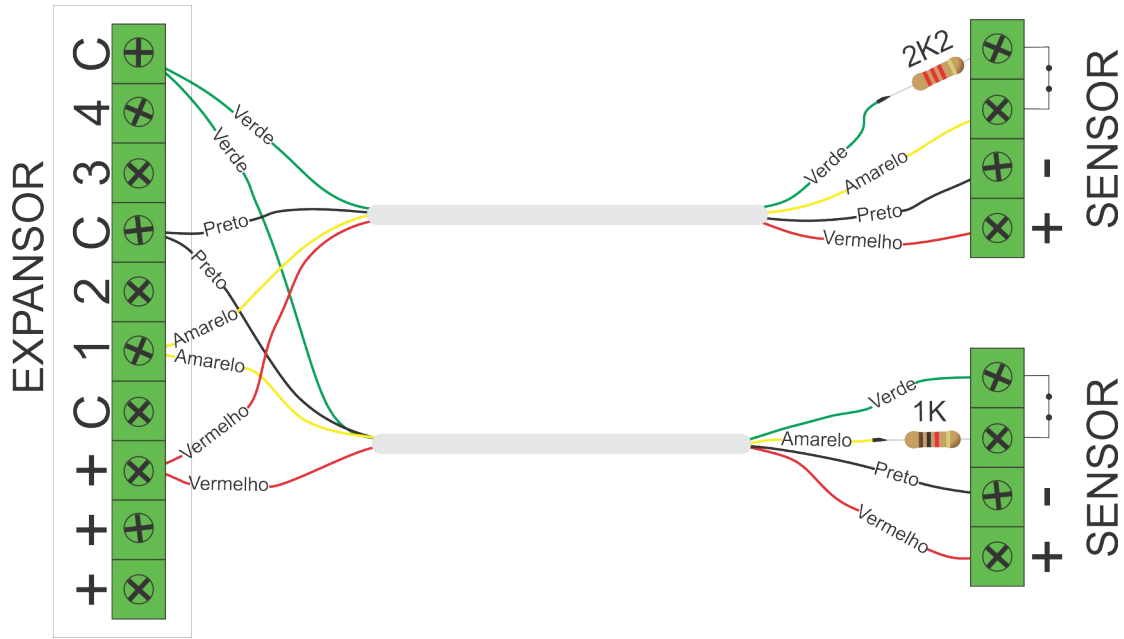 EXPANSOR
C
4
3
C
2
1
C
+
+
+
Verde
Verde
Preto
Preto
Amarelo
Amarelo
Vermelho
Vermelho
2K2
Verde
Amarelo
Preto
Vermelho
-
+
SENSOR
Verde
1K
Amarelo
Preto
Vermelho
-
+
SENSOR